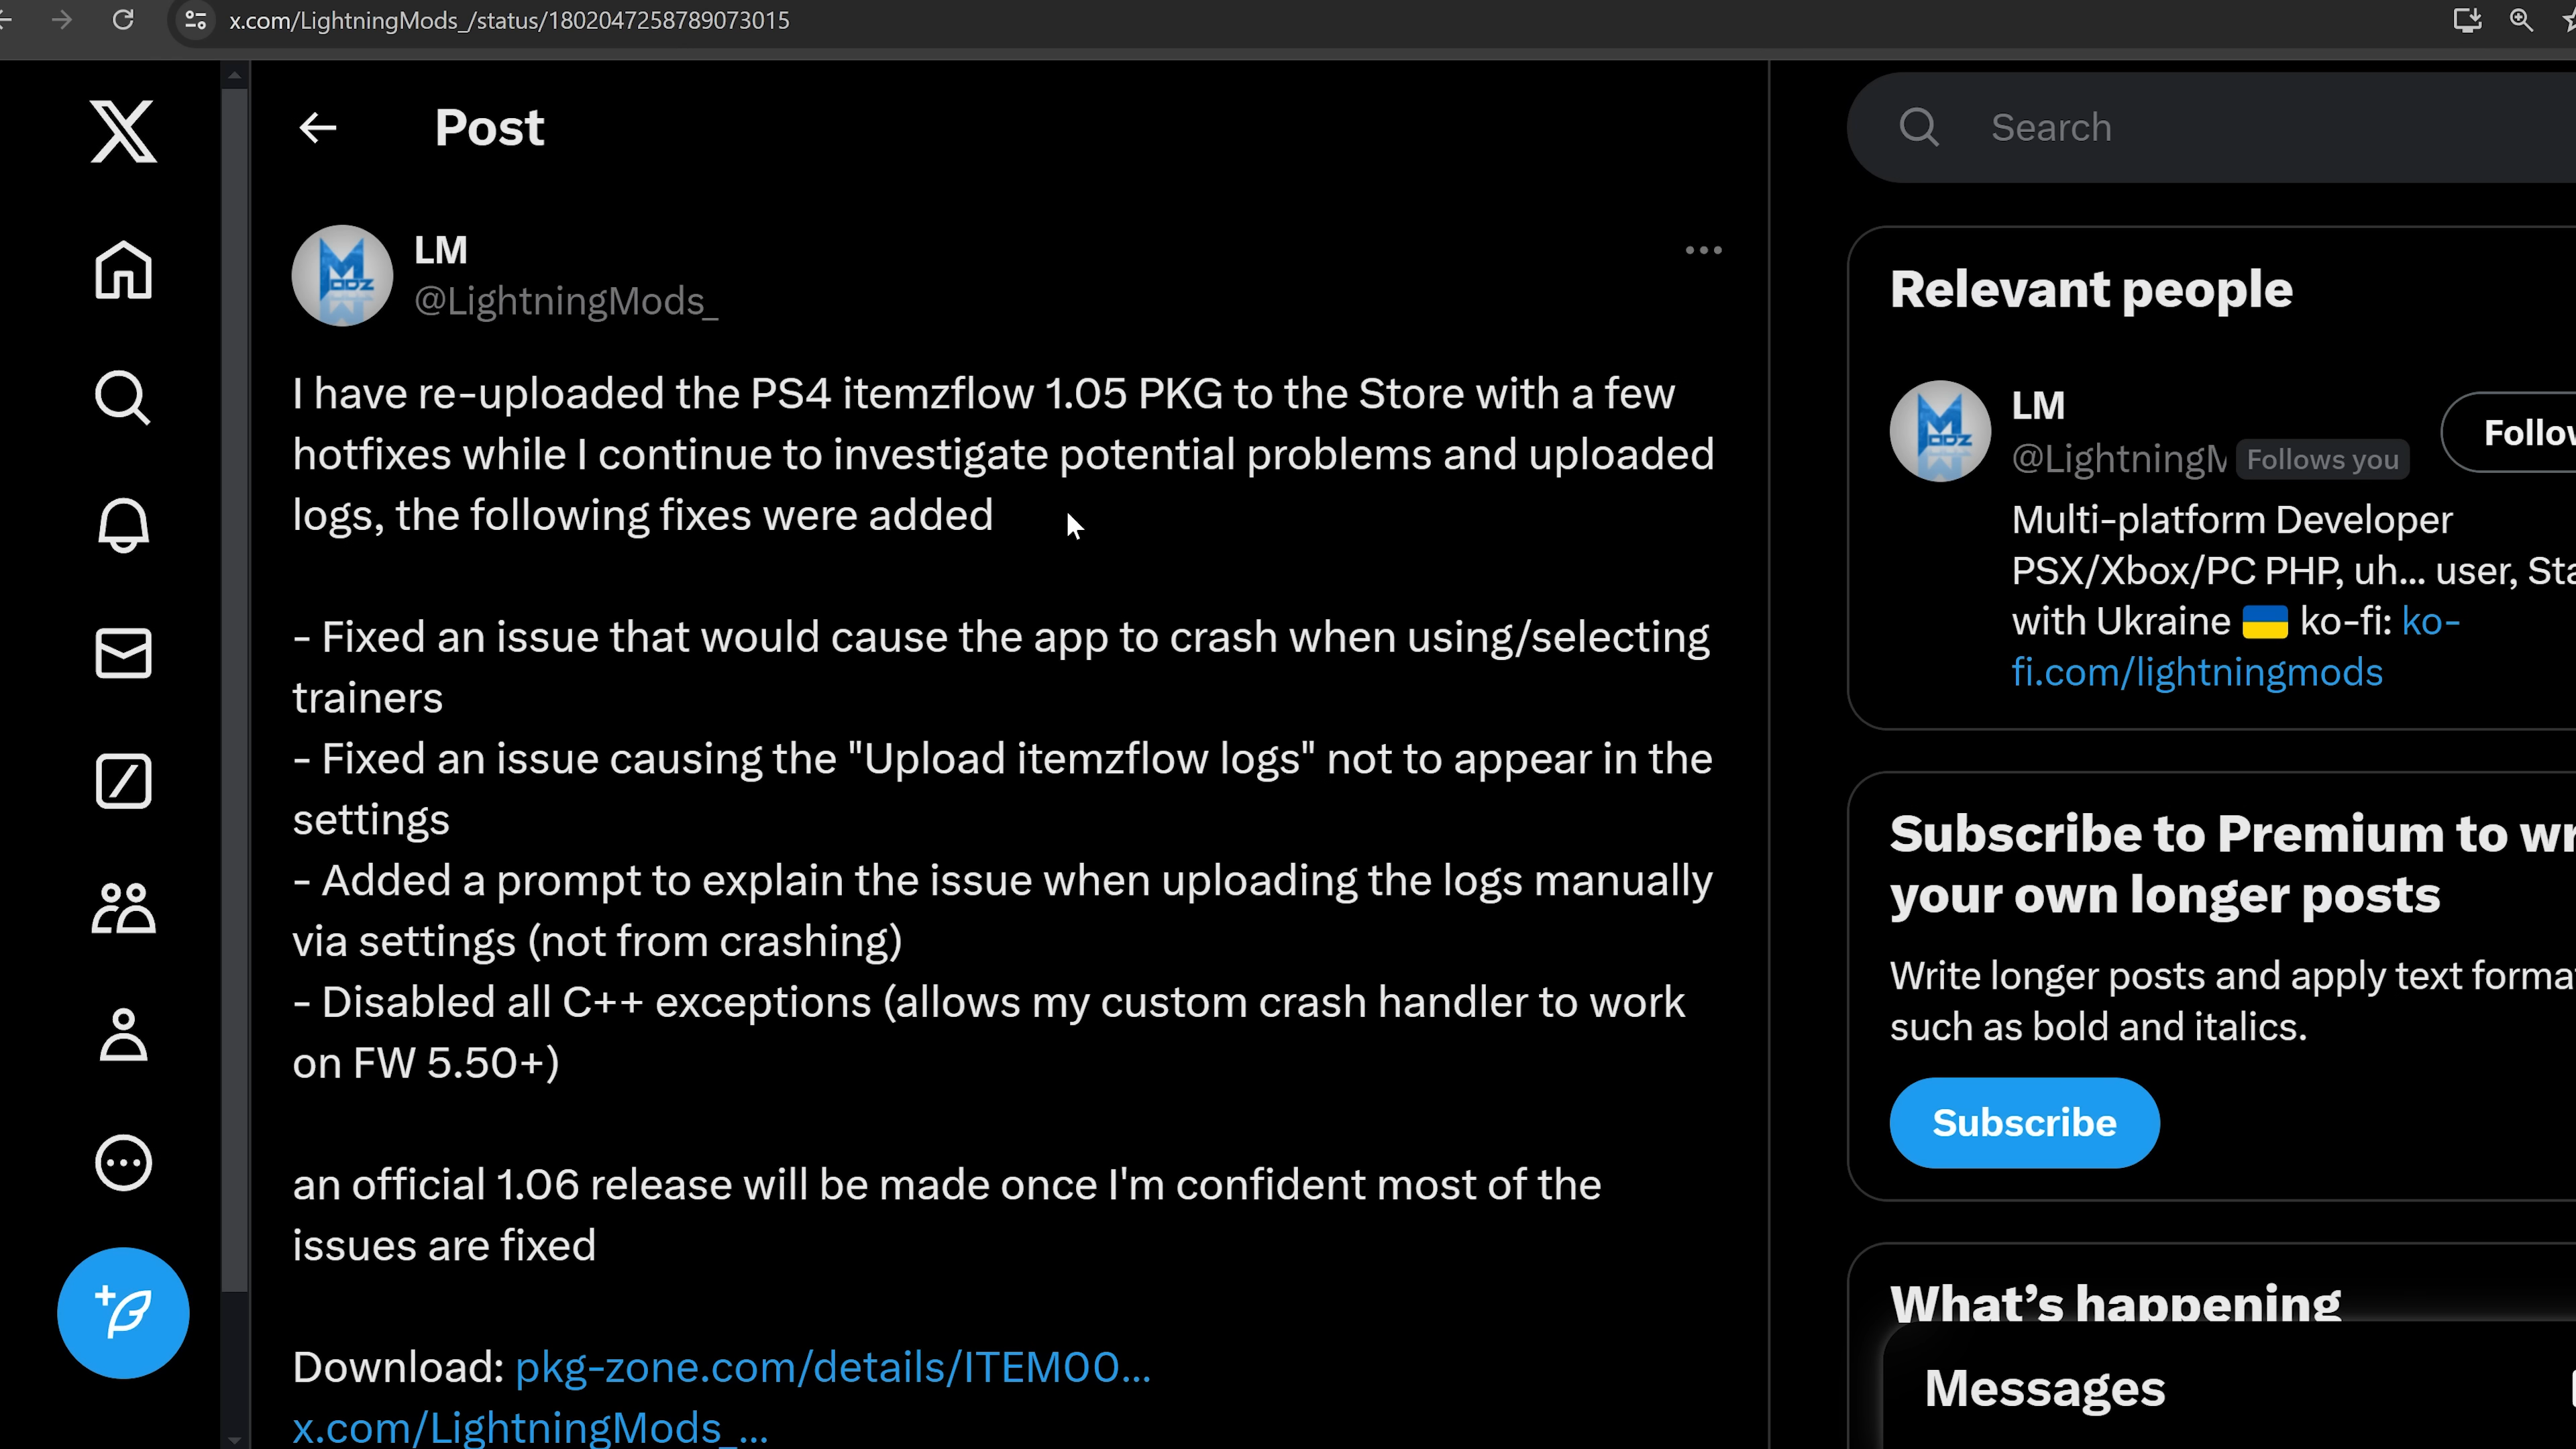 x.com/LightningMods_/status/1802047258789073015
Post
LM
@LightningMods_
I have re-uploaded the PS4 itemzflow 1.05 PKG to the Store with a few
hotfixes while I continue to investigate potential problems and uploaded
logs, the following fixes were added
- Fixed an issue that would cause the app to crash when using/selecting
trainers
- Fixed an issue causing the "Upload itemzflow logs" not to appear in the
settings
- Added a prompt to explain the issue when uploading the logs manually
via settings (not from crashing)
- Disabled all C++ exceptions (allows my custom crash handler to work
on FW 5.50+)
an official 1.06 release will be made once I'm confident most of the
issues are fixed
Download: pkg-zone.com/details/ITEM00...
x.com/LightningMods_...
Search
Relevant people
LM
@LightningM Follows you
Follow
Multi-platform Developer
PSX/Xbox/PC PHP, uh... user, Sta
with Ukraine 🇺🇦 ko-fi: ko-
fi.com/lightningmods
Subscribe to Premium to wr
your own longer posts
Write longer posts and apply text forma
such as bold and italics.
Subscribe
What's happening
Messages